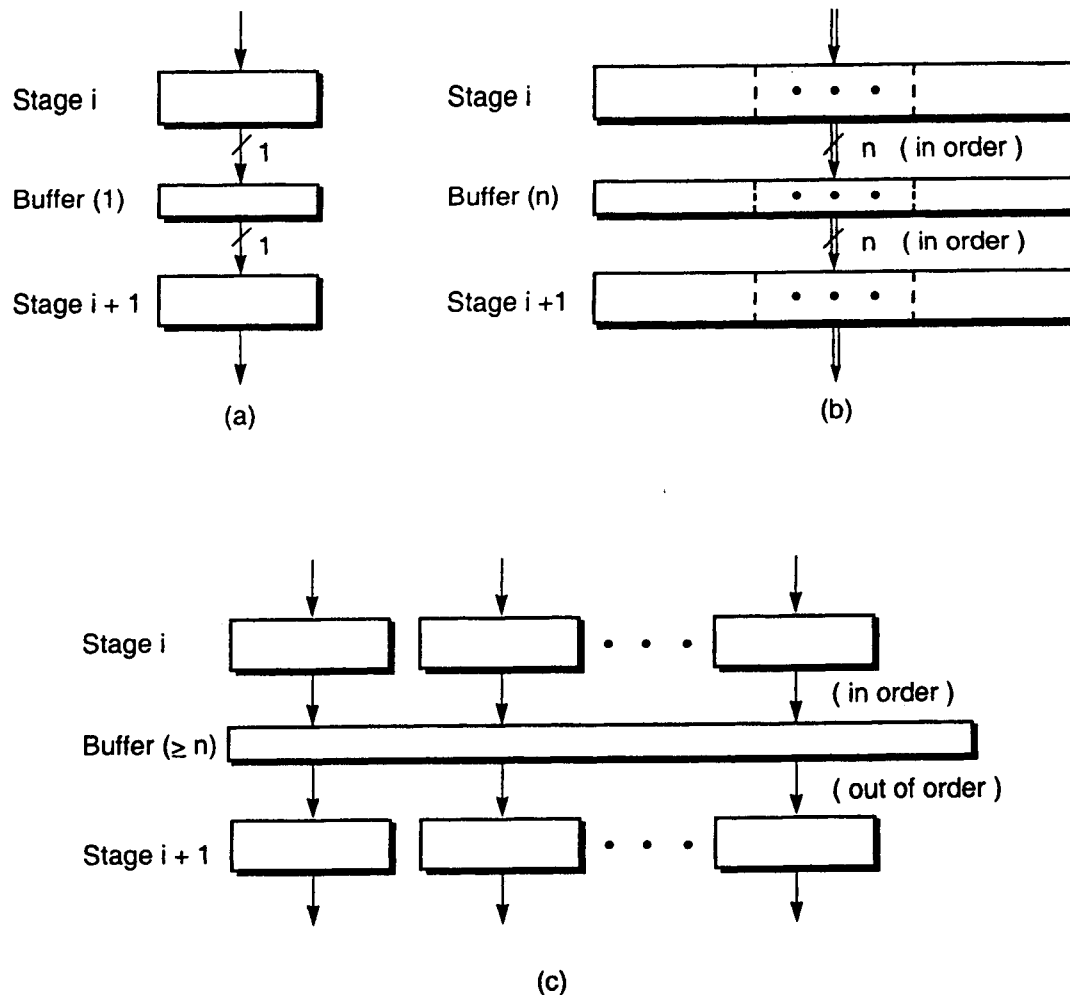 Stage i
1
Buffer (1)
1
Stage i + 1
(a)
Stage i
n ( in order )
Buffer (n)
n ( in order )
Stage i +1
(b)
Stage i
( in order )
Buffer (≥ n)
( out of order )
Stage i + 1
(c)